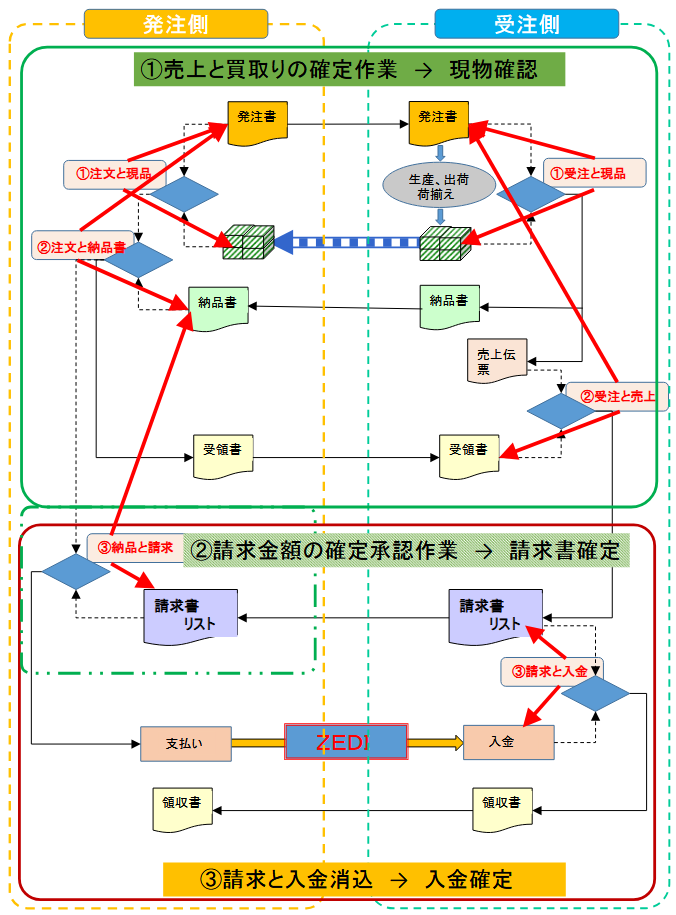 発注側
受注側
①売上と買取りの確定作業 → 現物確認
発注書
発注書
①注文と現品
生産、出荷
荷揃え
①受注と現品
②注文と納品書
納品書
納品書
売上伝
票
②受注と売上
受領書
受領書
③納品と請求
②請求金額の確定承認作業 → 請求書確定
請求書
リスト
請求書
リスト
③請求と入金
支払い
ZEDI
入金
領収書
領収書
③請求と入金消込 → 入金確定